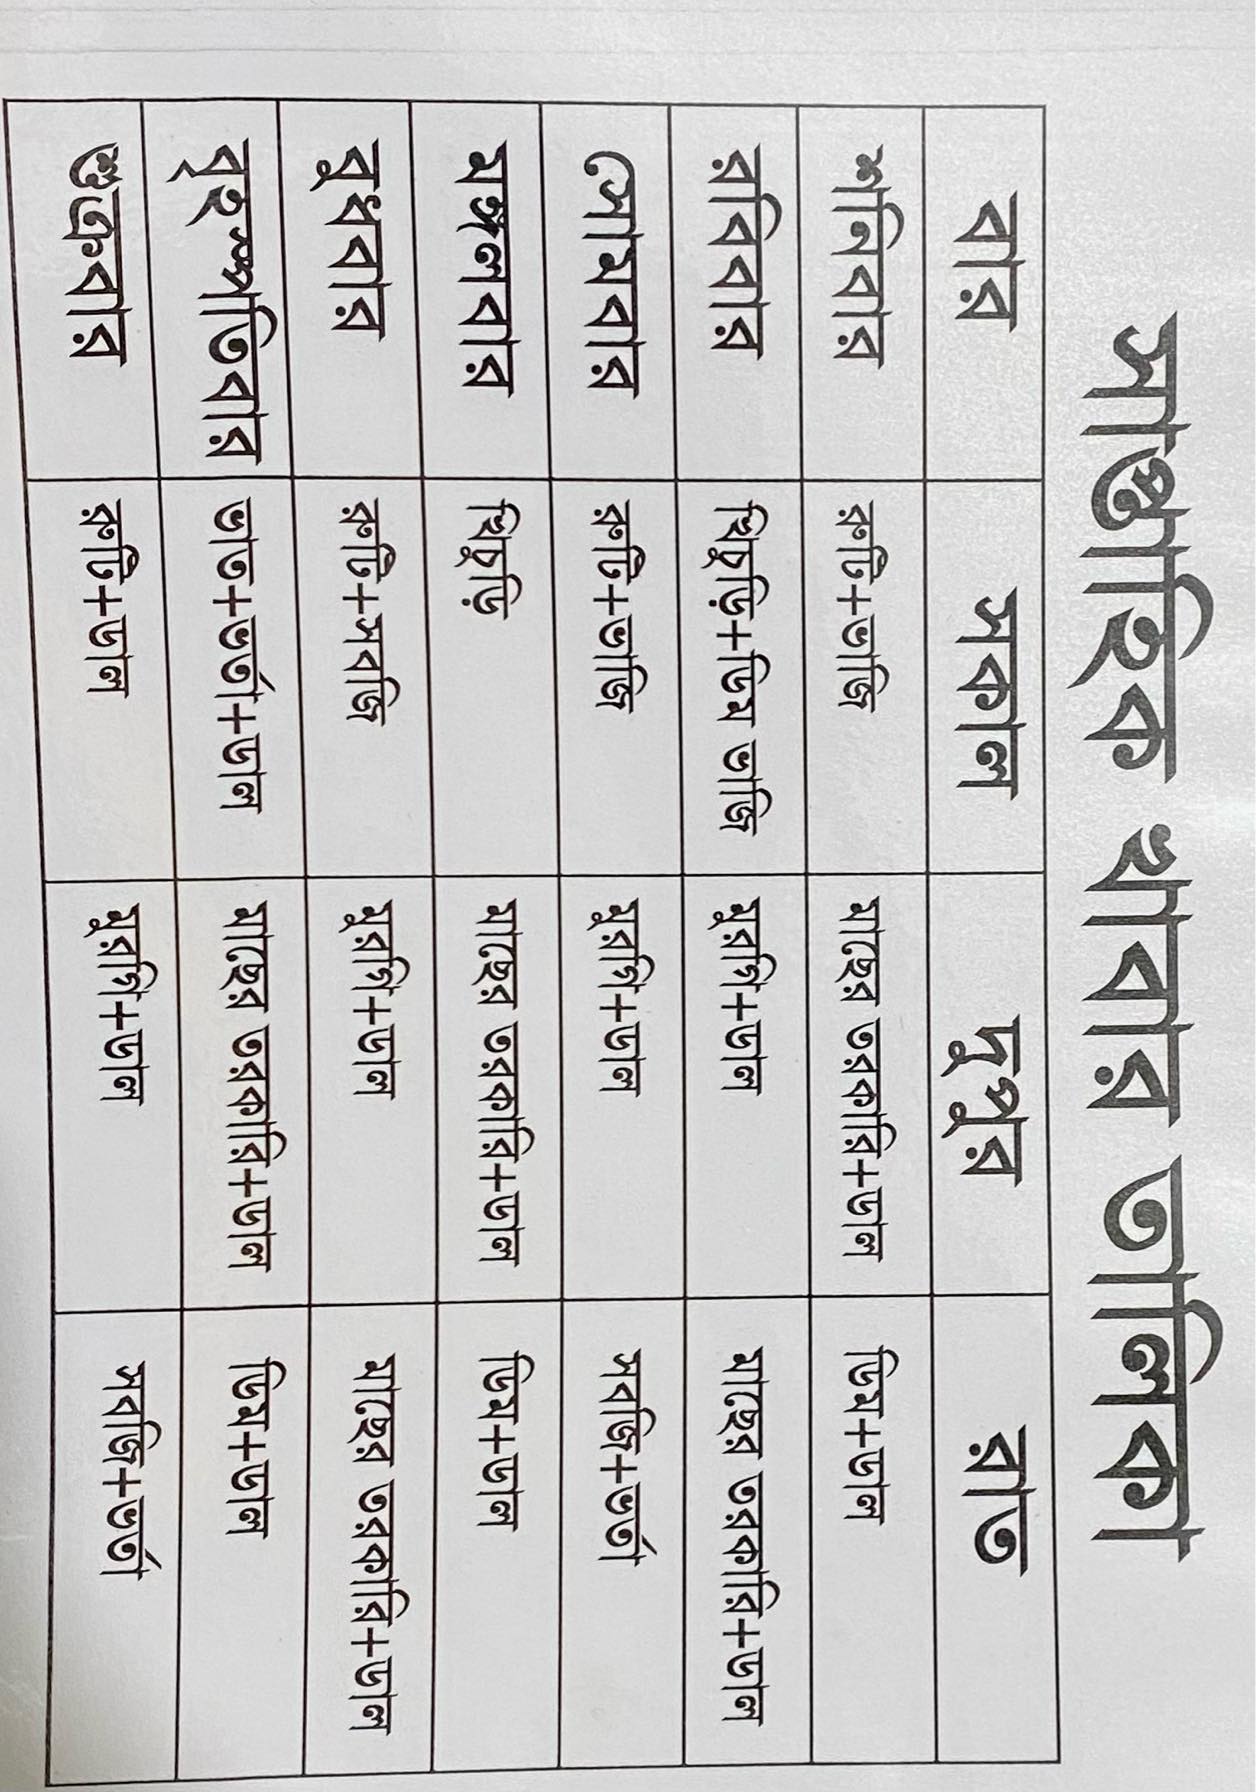 সাপ্তাহিক খাবার তালিকা
বার সকাল দুপুর রাত
শনিবার রুটি+ভাজি মাছের তরকারি+ডাল ডিম+ডাল
রবিবার খিচুড়ি+ডিম ভাজি মুরগি+ডাল মাছের তরকারি+ডাল
সোমবার রুটি+ভাজি মুরগি+ডাল সবজি+ভর্তা
মঙ্গলবার খিচুড়ি মাছের তরকারি+ডাল ডিম+ডাল
বুধবার রুটি+সবজি মুরগি+ডাল মাছের তরকারি+ডাল
বৃহস্পতিবার ভাত+ভর্তা+ডাল মাছের তরকারি+ডাল ডিম+ডাল
শুক্রবার রুটি+ডাল মুরগি+ডাল সবজি+ভর্তা